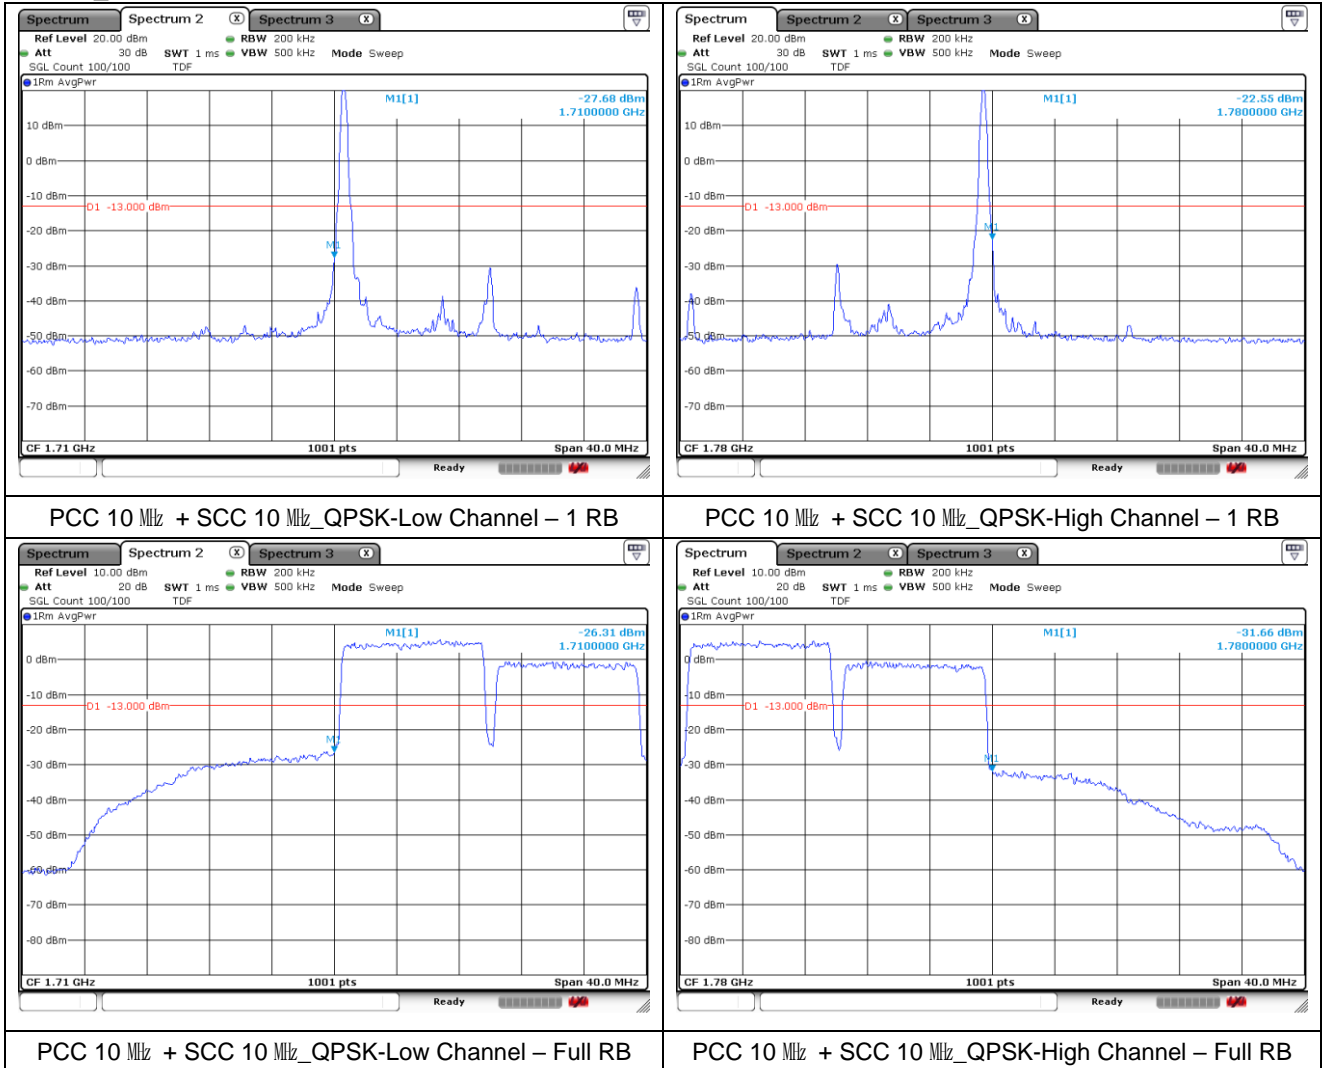 Spectrum Spectrum 2 X Spectrum 3 X
Ref Level 20.00 dBm RBW 200 kHz
Att 30 dB SWT 1 ms VBW 500 kHz Mode Sweep
SGL Count 100/100 TDF
1Rm AvgPwr
M1[1] -27.68 dBm
1.7100000 GHz
10 dBm
0 dBm
-10 dBm
D1 -13.000 dBm
-20 dBm
M1
-30 dBm
-40 dBm
-50 dBm
-60 dBm
-70 dBm
CF 1.71 GHz 1001 pts Span 40.0 MHz
Ready
PCC 10 ㎒ + SCC 10 ㎒_QPSK-Low Channel – 1 RB
Spectrum Spectrum 2 X Spectrum 3 X
Ref Level 20.00 dBm RBW 200 kHz
Att 30 dB SWT 1 ms VBW 500 kHz Mode Sweep
SGL Count 100/100 TDF
1Rm AvgPwr
M1[1] -22.55 dBm
1.7800000 GHz
10 dBm
0 dBm
-10 dBm
D1 -13.000 dBm
-20 dBm
M1
-30 dBm
-40 dBm
-50 dBm
-60 dBm
-70 dBm
CF 1.78 GHz 1001 pts Span 40.0 MHz
Ready
PCC 10 ㎒ + SCC 10 ㎒_QPSK-High Channel – 1 RB
Spectrum Spectrum 2 X Spectrum 3 X
Ref Level 10.00 dBm RBW 200 kHz
Att 20 dB SWT 1 ms VBW 500 kHz Mode Sweep
SGL Count 100/100 TDF
1Rm AvgPwr
M1[1] -26.31 dBm
1.7100000 GHz
0 dBm
-10 dBm
D1 -13.000 dBm
-20 dBm
M1
-30 dBm
-40 dBm
-50 dBm
-60 dBm
-70 dBm
-80 dBm
CF 1.71 GHz 1001 pts Span 40.0 MHz
Ready
PCC 10 ㎒ + SCC 10 ㎒_QPSK-Low Channel – Full RB
Spectrum Spectrum 2 X Spectrum 3 X
Ref Level 10.00 dBm RBW 200 kHz
Att 20 dB SWT 1 ms VBW 500 kHz Mode Sweep
SGL Count 100/100 TDF
1Rm AvgPwr
M1[1] -31.66 dBm
1.7800000 GHz
0 dBm
-10 dBm
D1 -13.000 dBm
-20 dBm
M1
-30 dBm
-40 dBm
-50 dBm
-60 dBm
-70 dBm
-80 dBm
CF 1.78 GHz 1001 pts Span 40.0 MHz
Ready
PCC 10 ㎒ + SCC 10 ㎒_QPSK-High Channel – Full RB